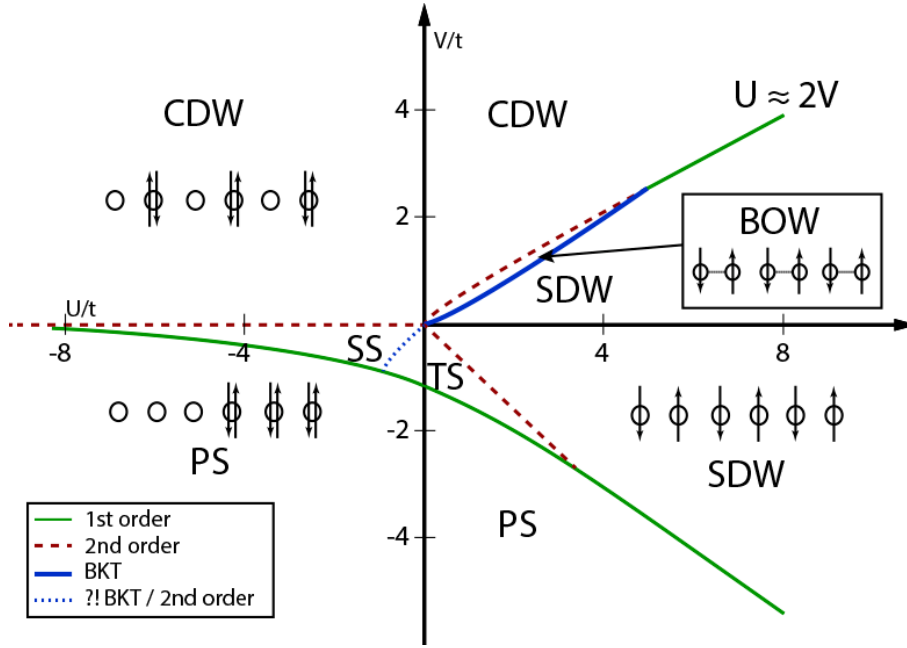 V/t
4
U ≈ 2V
CDW
CDW
2
BOW
SDW
U/t
-8
-4
4
8
SS
TS
-2
PS
SDW
PS
-4
1st order
2nd order
BKT
?! BKT / 2nd order